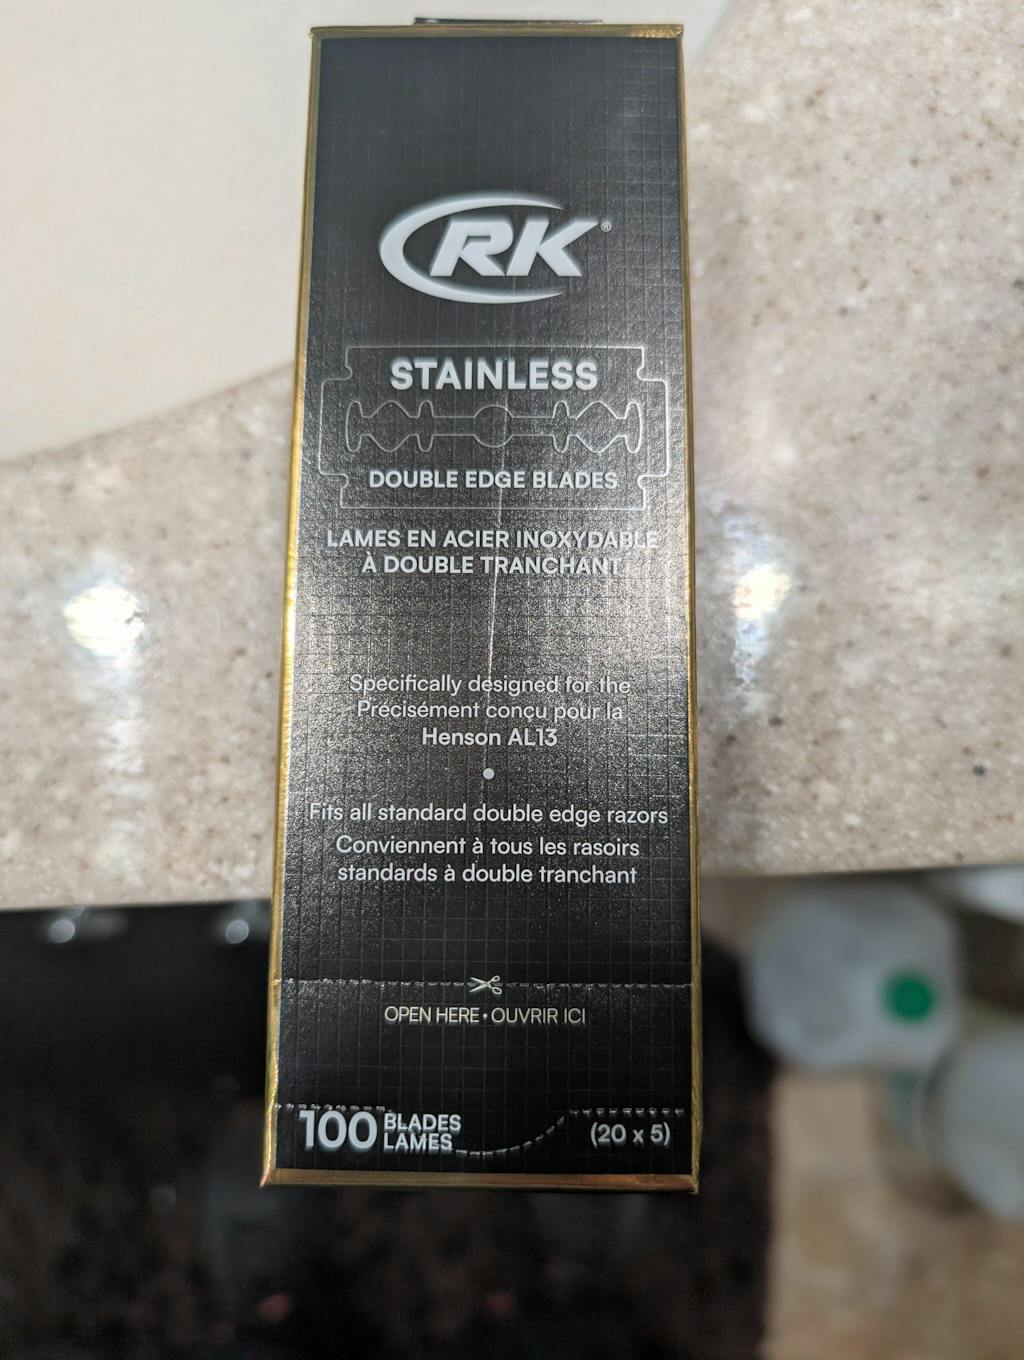 RK®
STAINLESS
DOUBLE EDGE BLADES
LAMES EN ACIER INOXYDABLE
À DOUBLE TRANCHANT
Specifically designed for the
Précisément conçu pour la
Henson AL13
•
Fits all standard double edge razors
Conviennent à tous les rasoirs
standards à double tranchant
OPEN HERE • OUVRIR ICI
100 BLADES
LAMES
(20 x 5)